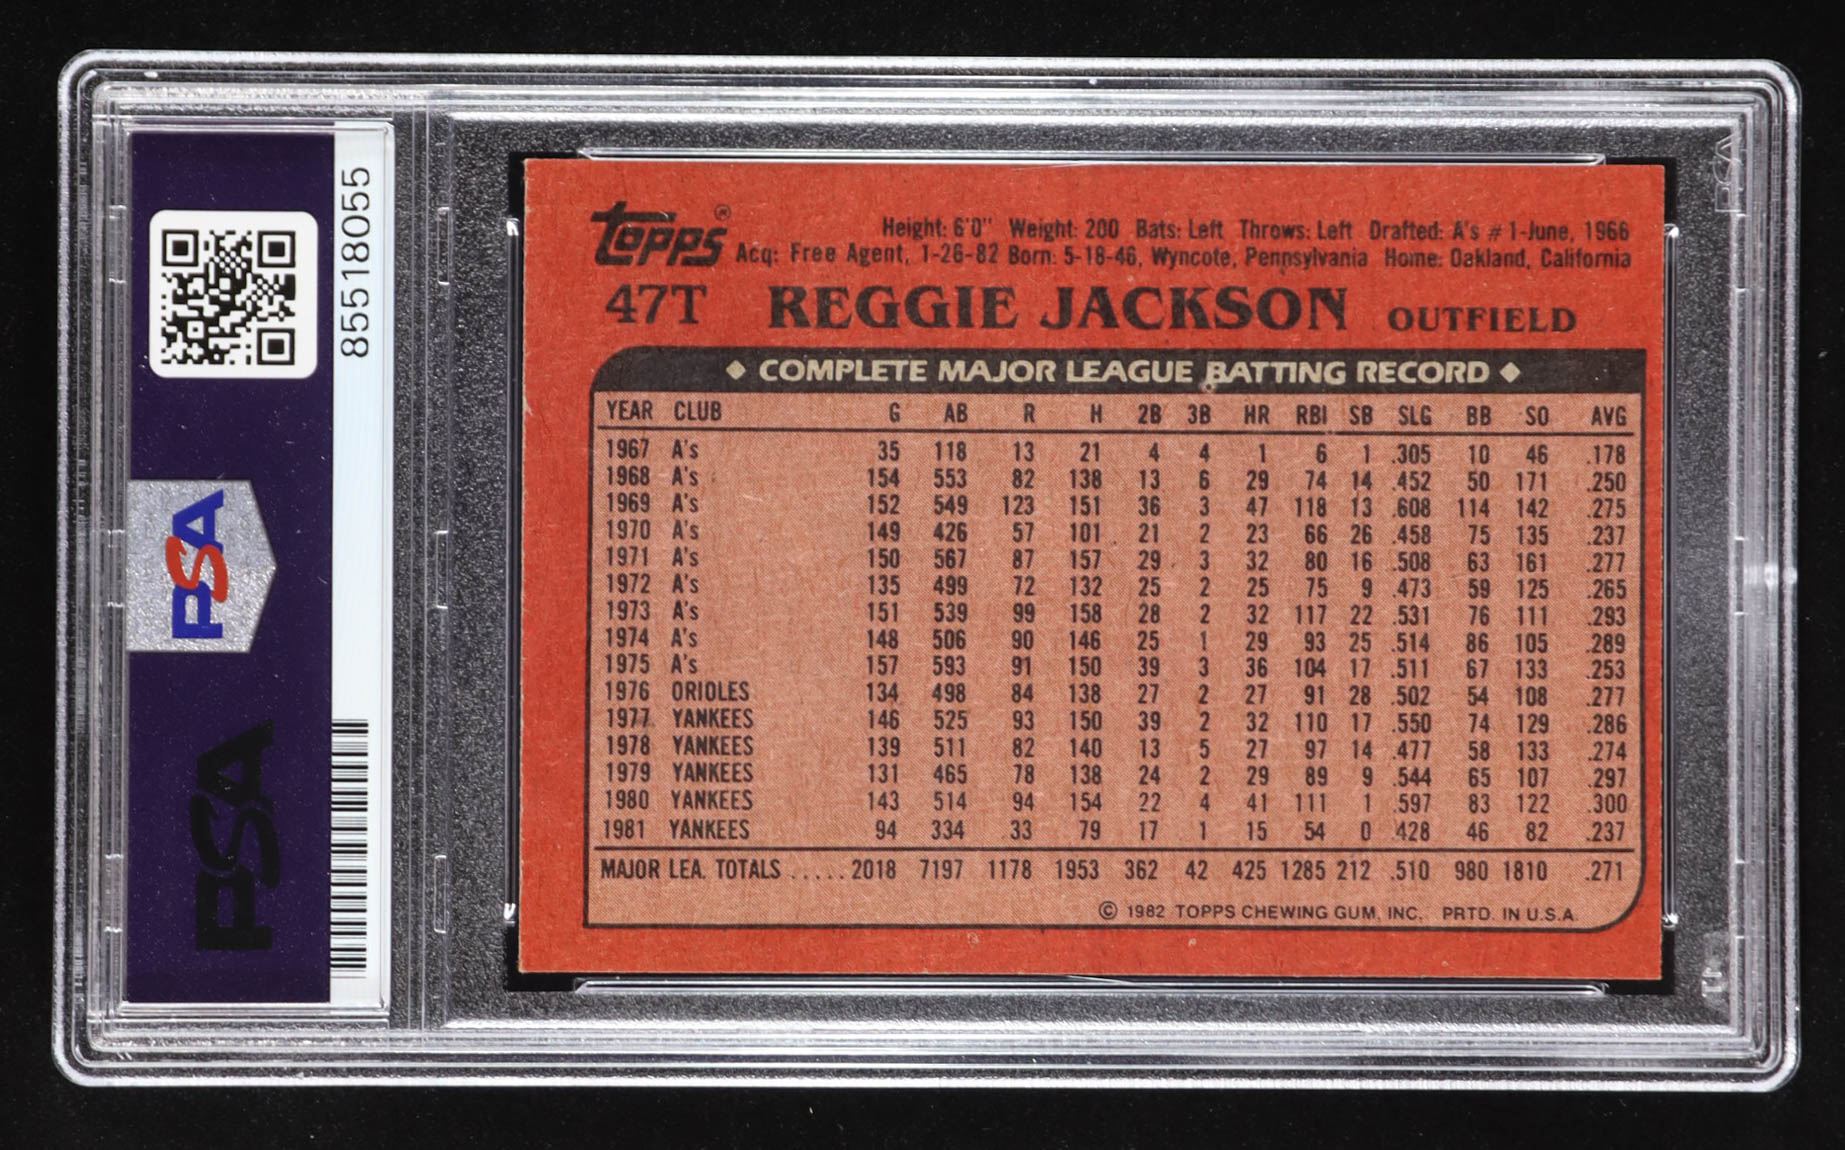 85518055
PSA
PSA
topps®
Height: 6'0" Weight: 200 Bats: Left Throws: Left Drafted: A's #1-June, 1966
Acq: Free Agent, 1-26-82 Born: 5-18-46, Wyncote, Pennsylvania Home: Oakland, California
47T REGGIE JACKSON OUTFIELD
◆ COMPLETE MAJOR LEAGUE BATTING RECORD ◆
YEAR CLUB G AB R H 2B 3B HR RBI SB SLG BB SO AVG
1967 A's 35 118 13 21 4 4 1 6 1 .305 10 46 .178
1968 A's 154 553 82 138 13 6 29 74 14 .452 50 171 .250
1969 A's 152 549 123 151 36 3 47 118 13 .608 114 142 .275
1970 A's 149 426 57 101 21 2 23 66 26 .458 75 135 .237
1971 A's 150 567 87 157 29 3 32 80 16 .508 63 161 .277
1972 A's 135 499 72 132 25 2 25 75 9 .473 59 125 .265
1973 A's 151 539 99 158 28 2 32 117 22 .531 76 111 .293
1974 A's 148 506 90 146 25 1 29 93 25 .514 86 105 .289
1975 A's 157 593 91 150 39 3 36 104 17 .511 67 133 .253
1976 ORIOLES 134 498 84 138 27 2 27 91 28 .502 54 108 .277
1977 YANKEES 146 525 93 150 39 2 32 110 17 .550 74 129 .286
1978 YANKEES 139 511 82 140 13 5 27 97 14 .477 58 133 .274
1979 YANKEES 131 465 78 138 24 2 29 89 9 .544 65 107 .297
1980 YANKEES 143 514 94 154 22 4 41 111 1 .597 83 122 .300
1981 YANKEES 94 334 33 79 17 1 15 54 0 .428 46 82 .237
MAJOR LEA. TOTALS ..... 2018 7197 1178 1953 362 42 425 1285 212 .510 980 1810 .271
© 1982 TOPPS CHEWING GUM, INC. PRTD. IN U.S.A.